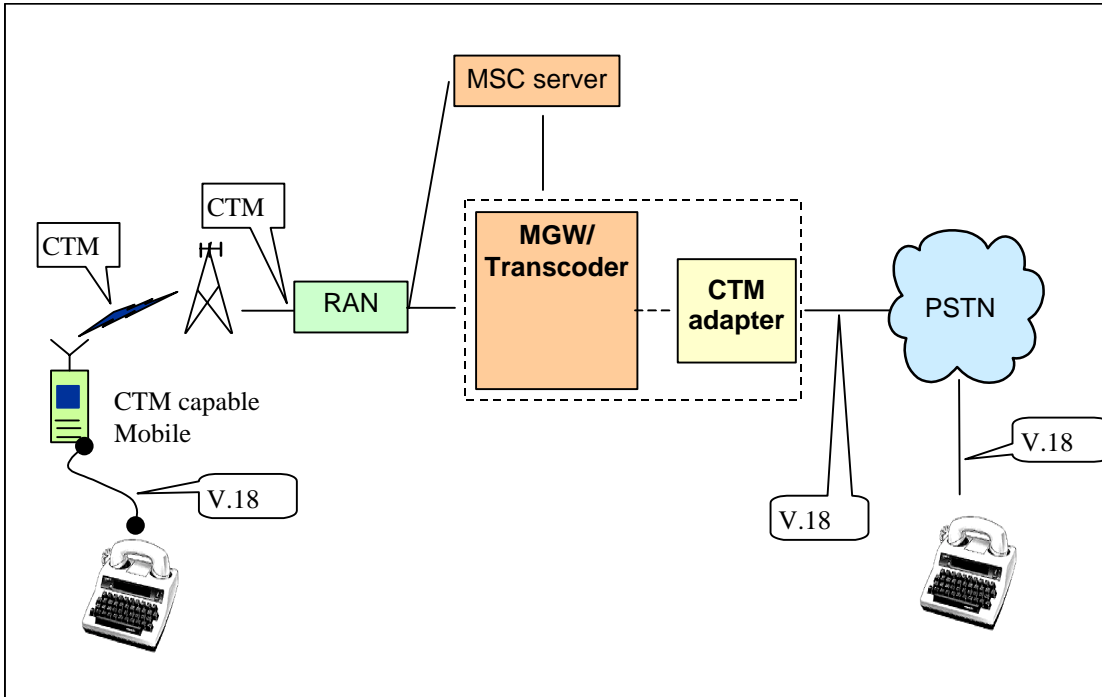 MSC server
CTM
CTM
MGW/
Transcoder
RAN
CTM
adapter
PSTN
CTM capable
Mobile
V.18
V.18
V.18